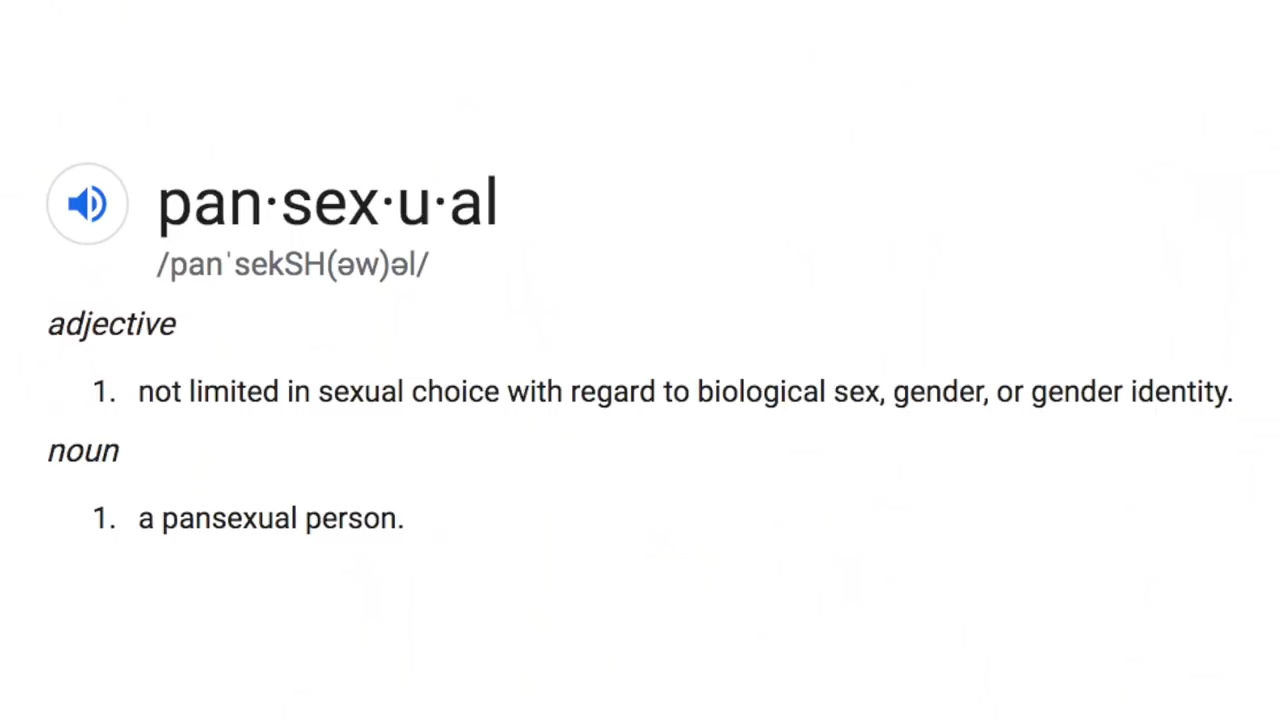 pan·sex·u·al
/panˈsekSH(əw)əl/
adjective
1. not limited in sexual choice with regard to biological sex, gender, or gender identity.
noun
1. a pansexual person.